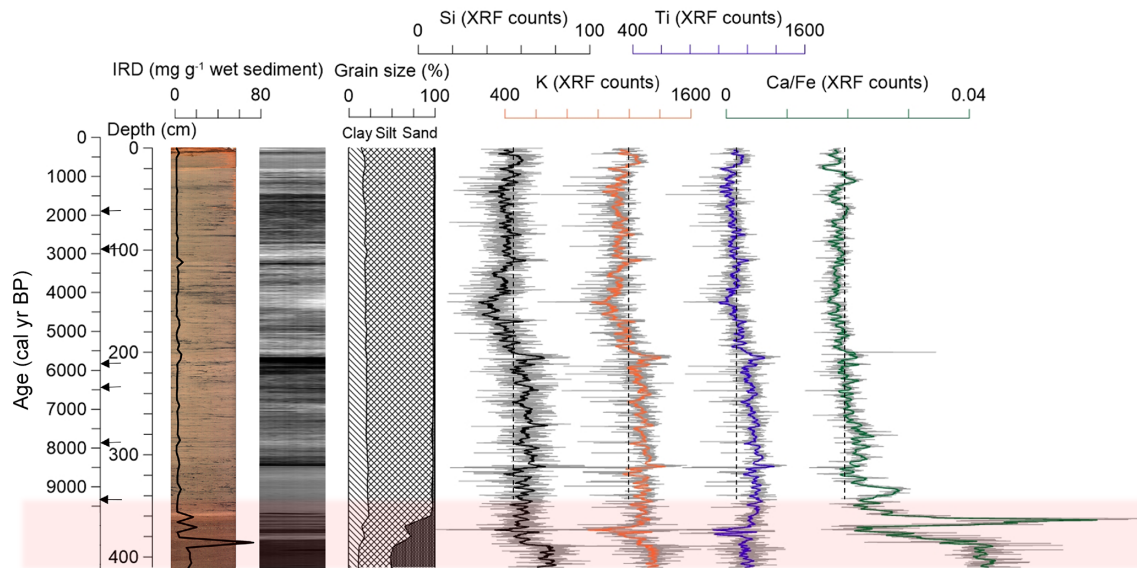 Si (XRF counts) Ti (XRF counts)
0 100 400 1600
IRD (mg g⁻¹ wet sediment) Grain size (%) K (XRF counts) Ca/Fe (XRF counts)
0 80 0 100 400 1600 0 0.04
Depth (cm) Clay Silt Sand
0
100
200
300
400
Age (cal yr BP)
0
1000
2000
3000
4000
5000
6000
7000
8000
9000